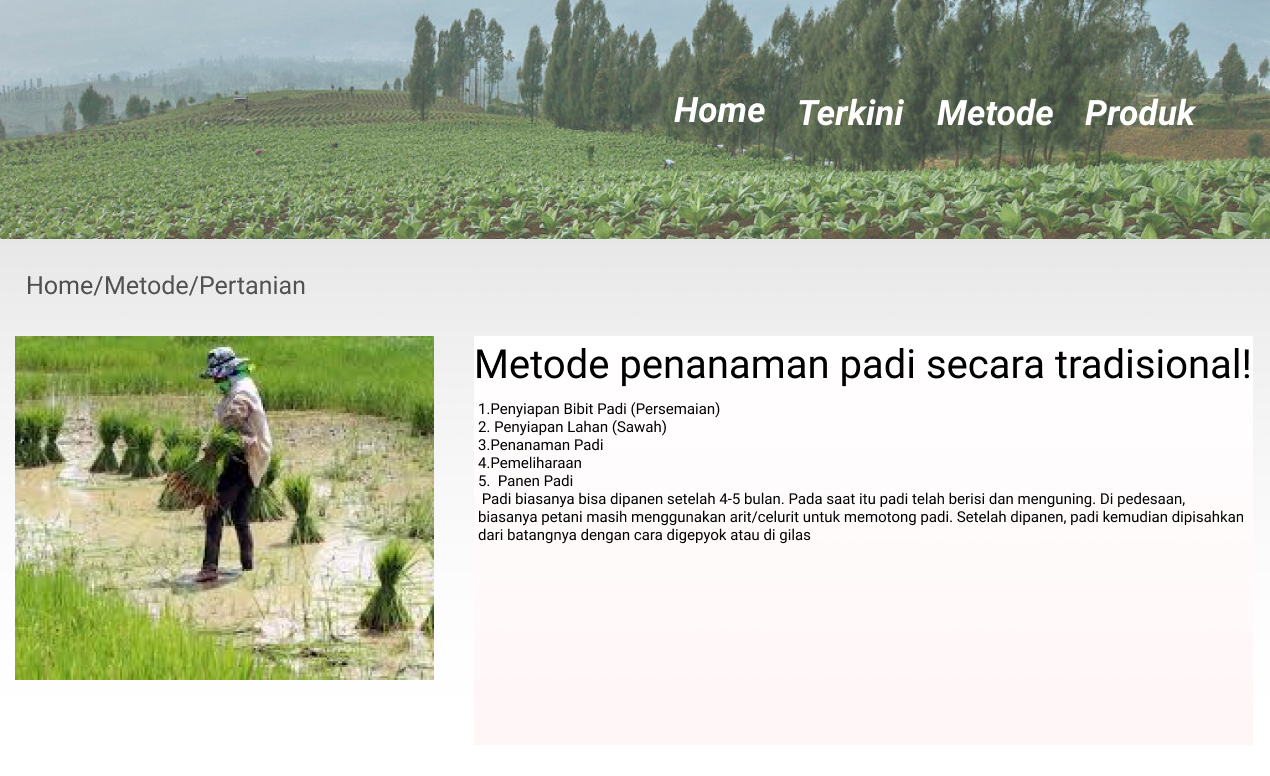 Home Terkini Metode Produk
Home/Metode/Pertanian
Metode penanaman padi secara tradisional!
1.Penyiapan Bibit Padi (Persemaian)
2. Penyiapan Lahan (Sawah)
3.Penanaman Padi
4.Pemeliharaan
5.  Panen Padi
Padi biasanya bisa dipanen setelah 4-5 bulan. Pada saat itu padi telah berisi dan menguning. Di pedesaan,
biasanya petani masih menggunakan arit/celurit untuk memotong padi. Setelah dipanen, padi kemudian dipisahkan
dari batangnya dengan cara digepyok atau di gilas